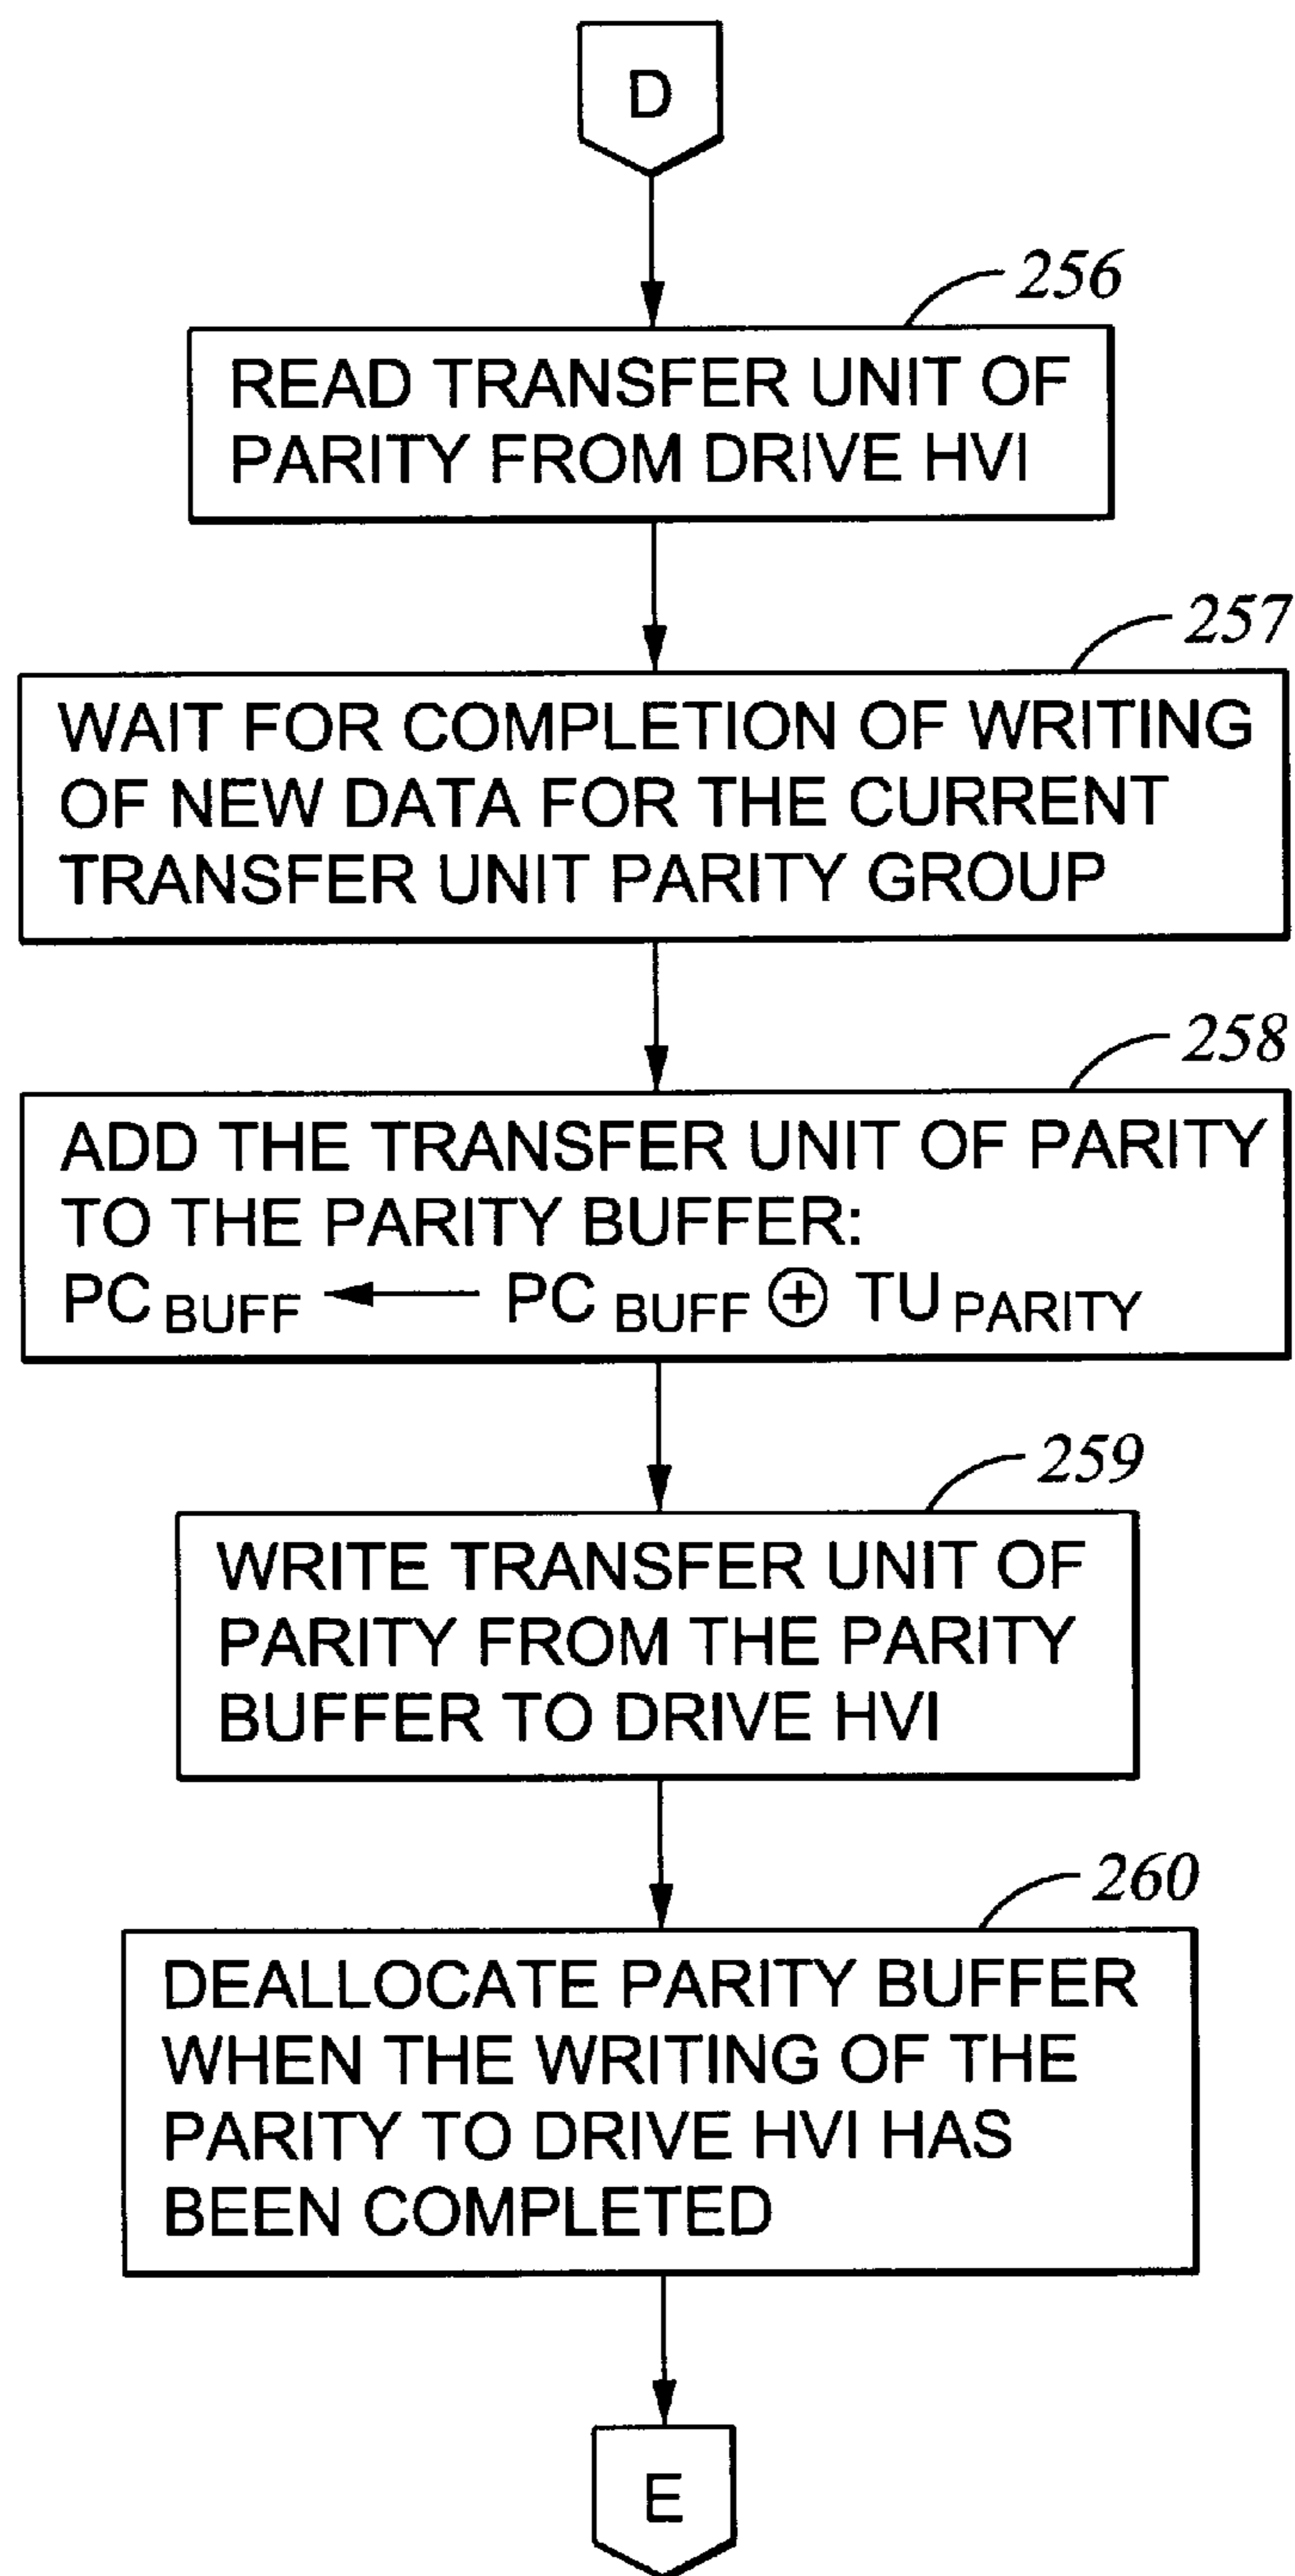 D
256
READ TRANSFER UNIT OF
PARITY FROM DRIVE HVI
257
WAIT FOR COMPLETION OF WRITING
OF NEW DATA FOR THE CURRENT
TRANSFER UNIT PARITY GROUP
258
ADD THE TRANSFER UNIT OF PARITY
TO THE PARITY BUFFER:
PC BUFF ← PC BUFF ⊕ TU PARITY
259
WRITE TRANSFER UNIT OF
PARITY FROM THE PARITY
BUFFER TO DRIVE HVI
260
DEALLOCATE PARITY BUFFER
WHEN THE WRITING OF THE
PARITY TO DRIVE HVI HAS
BEEN COMPLETED
E